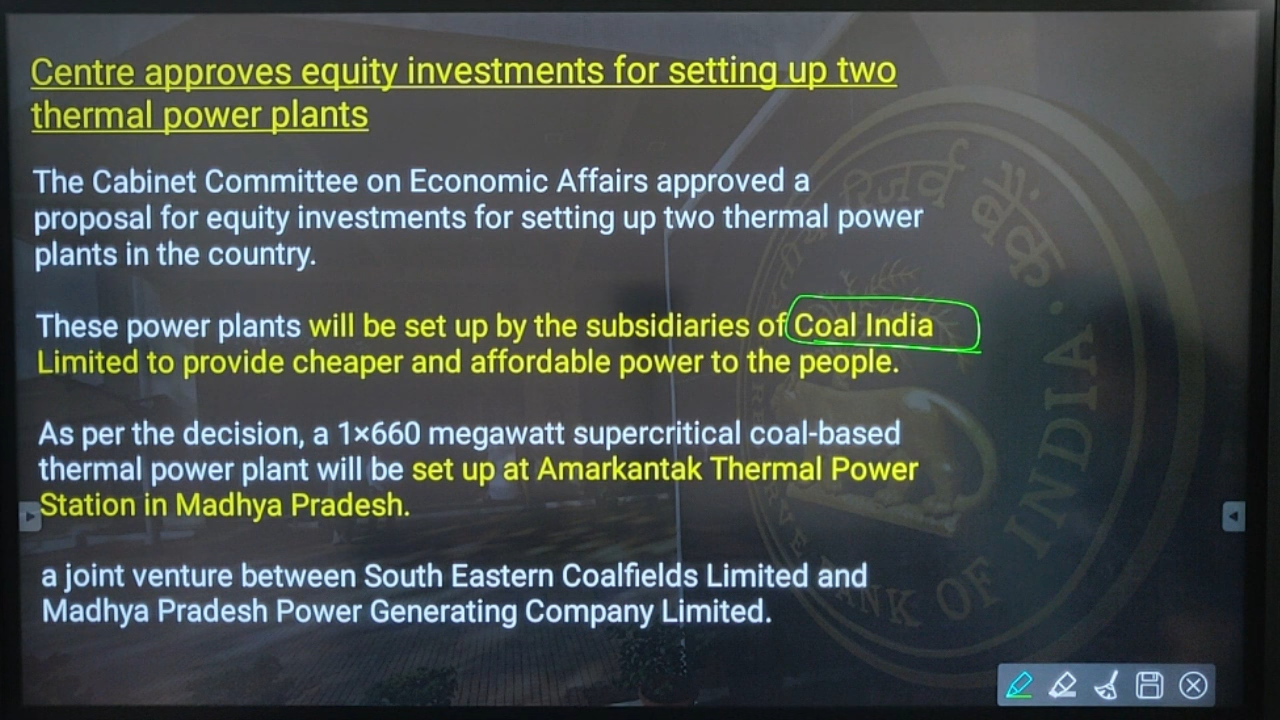 Centre approves equity investments for setting up two
thermal power plants
The Cabinet Committee on Economic Affairs approved a
proposal for equity investments for setting up two thermal power
plants in the country.
These power plants will be set up by the subsidiaries of Coal India
Limited to provide cheaper and affordable power to the people.
As per the decision, a 1×660 megawatt supercritical coal-based
thermal power plant will be set up at Amarkantak Thermal Power
Station in Madhya Pradesh.
a joint venture between South Eastern Coalfields Limited and
Madhya Pradesh Power Generating Company Limited.
रिज़र्व बैंक
BANK OF INDIA